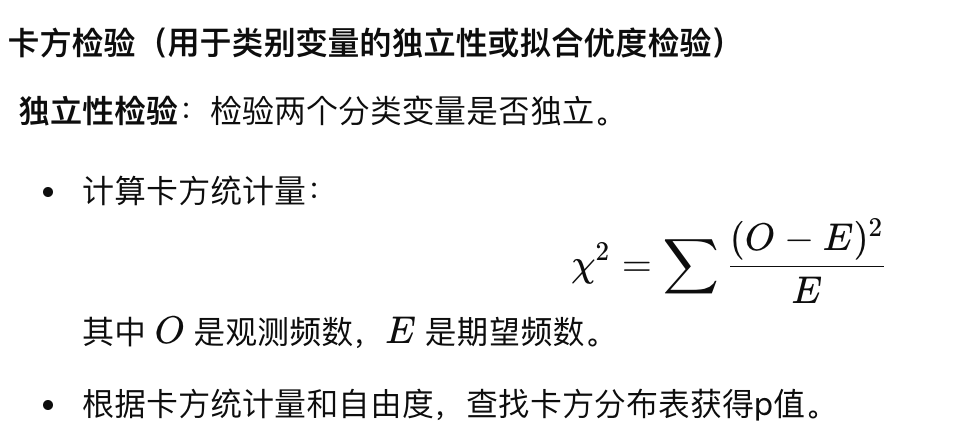 卡方检验（用于类别变量的独立性或拟合优度检验）
独立性检验：检验两个分类变量是否独立。
• 计算卡方统计量：
χ² = ∑ (O − E)² / E
其中 O 是观测频数，E 是期望频数。
• 根据卡方统计量和自由度，查找卡方分布表获得p值。